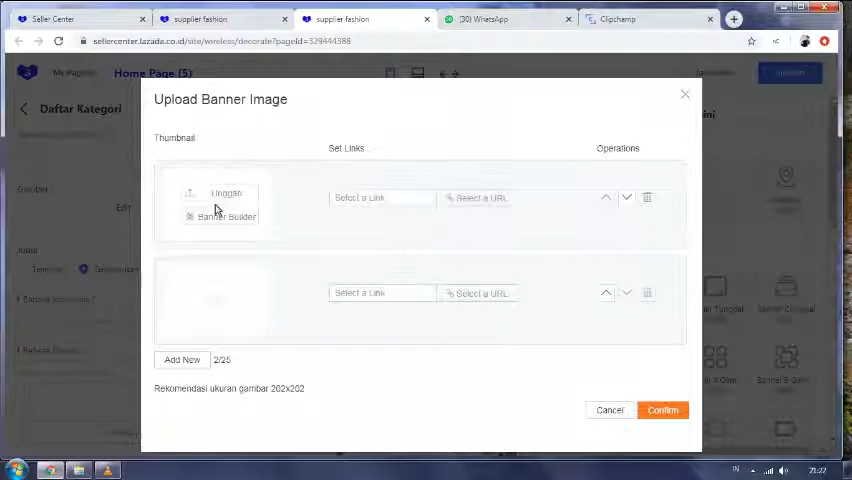 Seller Center
supplier fashion
supplier fashion
(30) WhatsApp
Clipchamp
sellercenter.lazada.co.id/site/wireless/decorate?pageId=329444388
Home Page (5)
Daftar Kategori
Upload Banner Image
Thumbnail
Set Links
Operations
Unggah
Banner Builder
Select a Link
Select a URL
Edit
Select a Link
Select a URL
Add New
2/25
Rekomendasi ukuran gambar 202x202
Cancel
Confirm
IN
21:22